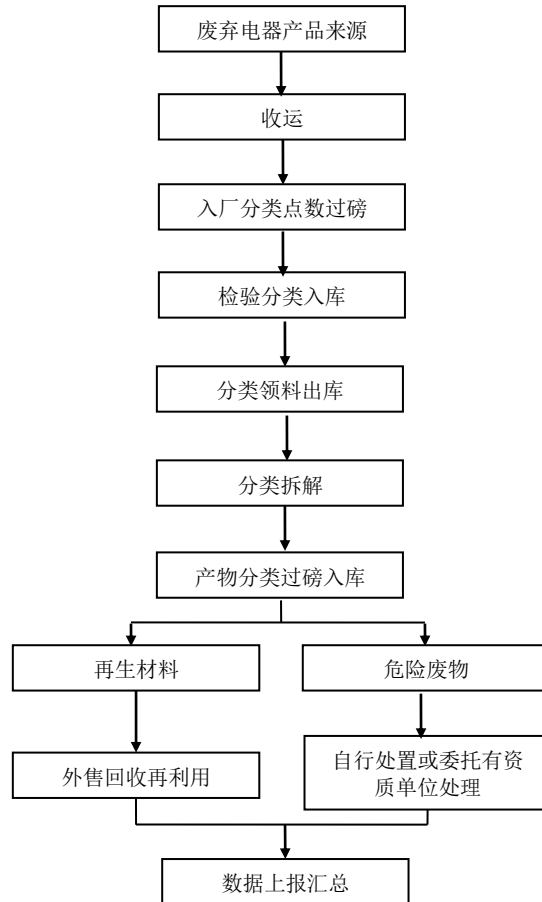 废弃电器产品来源
收运
入厂分类点数过磅
检验分类入库
分类领料出库
分类拆解
产物分类过磅入库
再生材料
危险废物
外售回收再利用
自行处置或委托有资
质单位处理
数据上报汇总